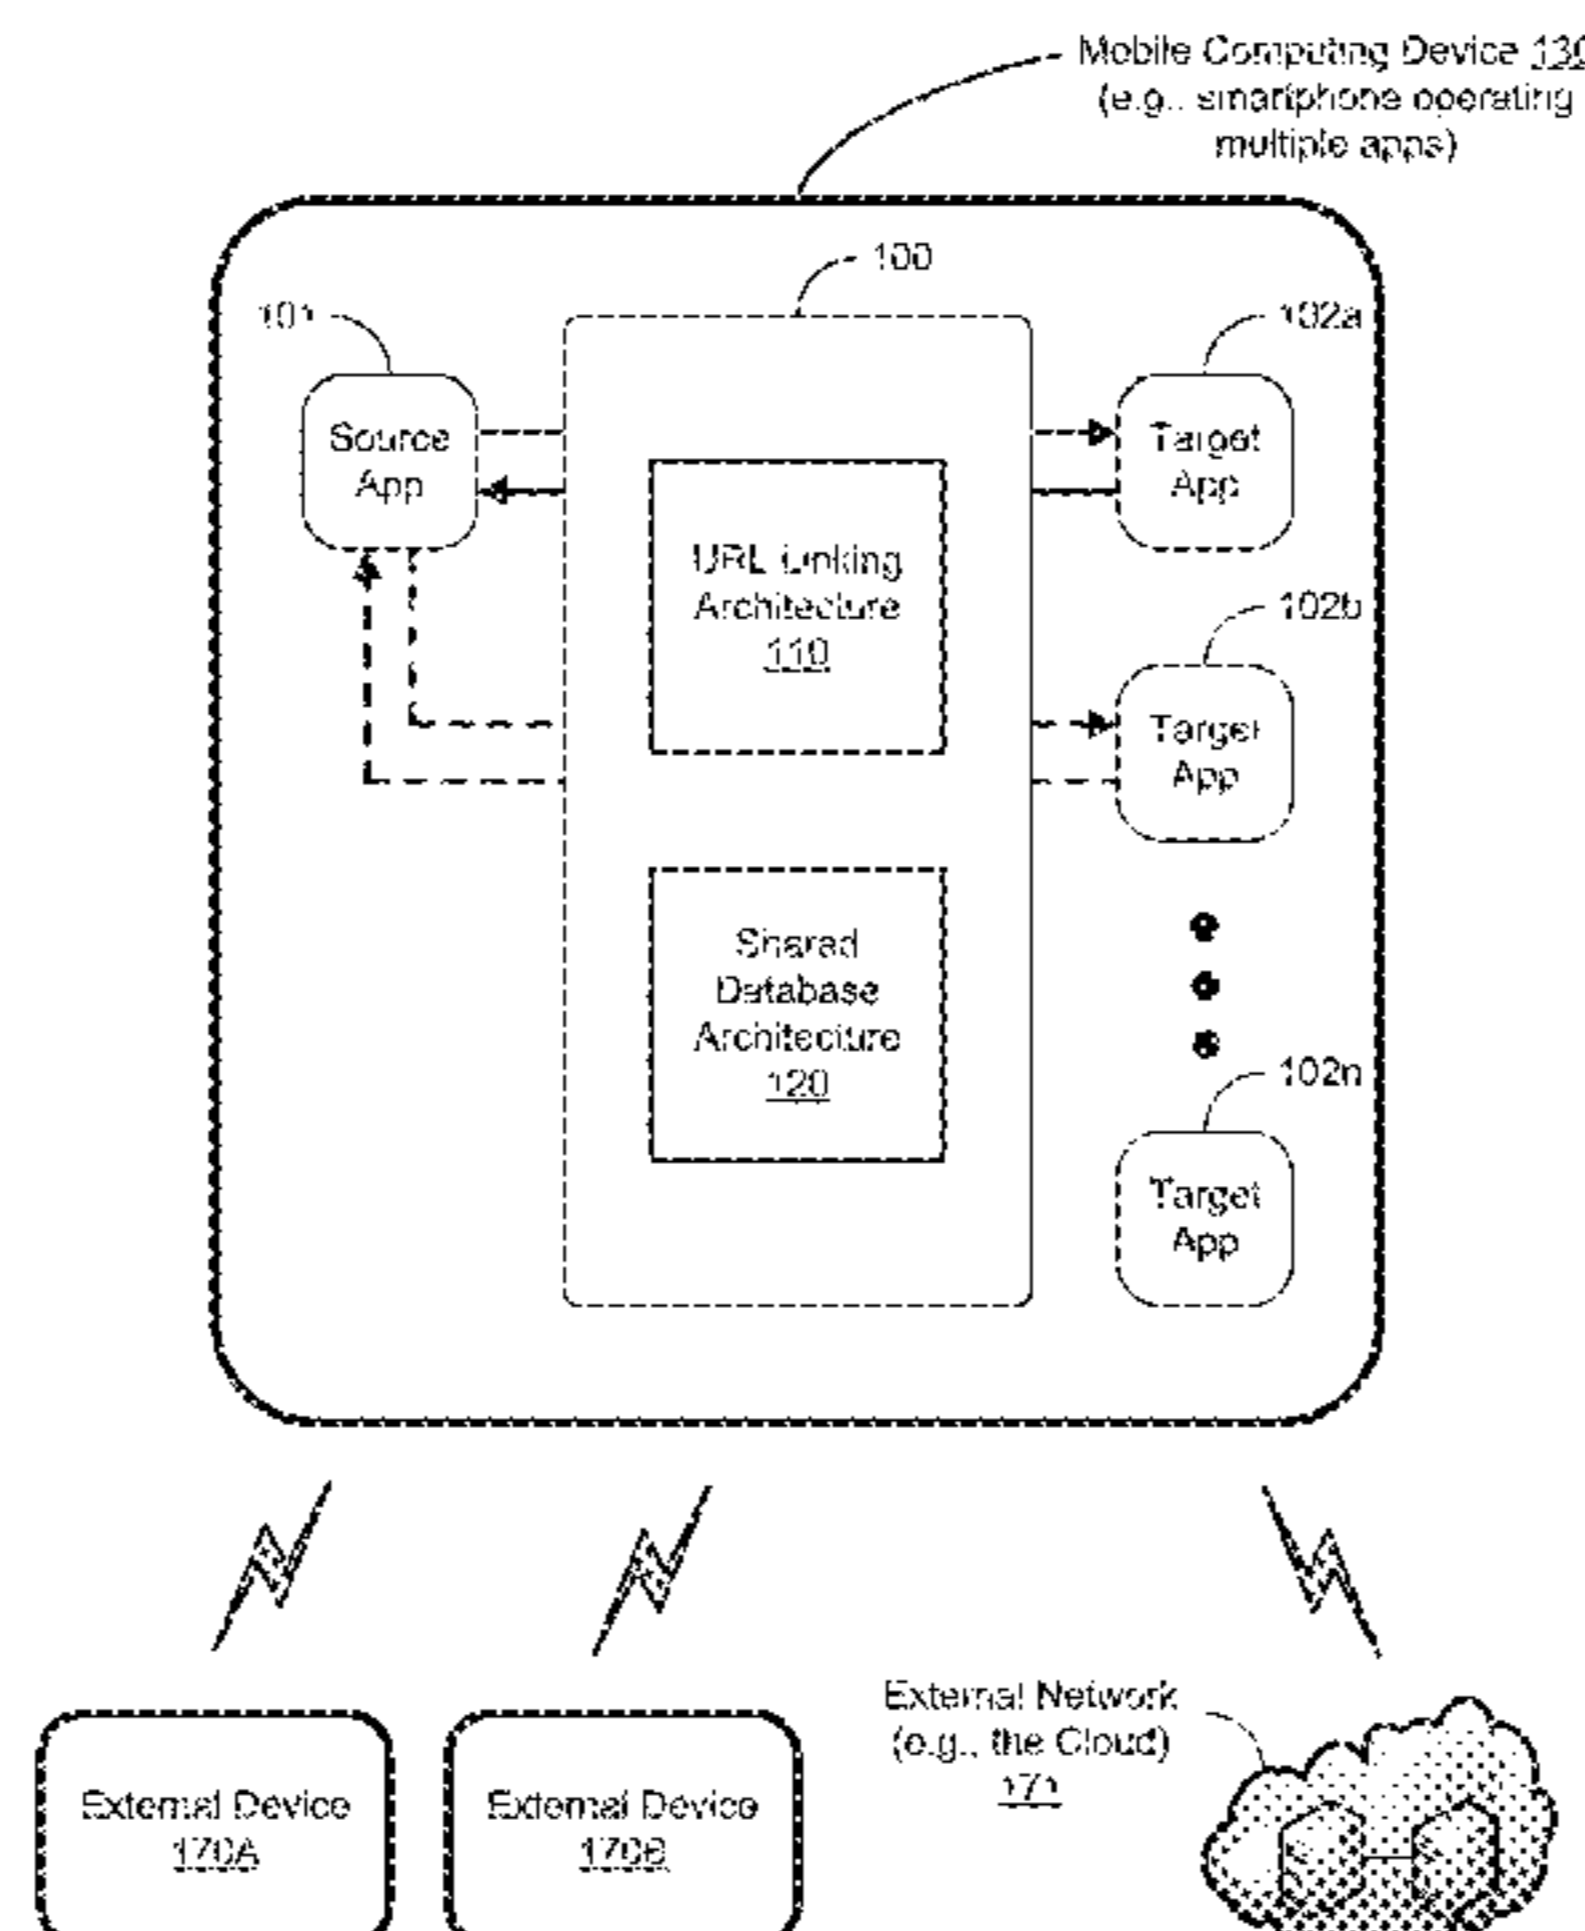 Mobile Computing Device 130
(e.g., smartphone operating
multiple apps)
100
101
102a
Source
App
Target
App
URL Linking
Architecture
110
102b
Target
App
Shared
Database
Architecture
120
102n
Target
App
External Network
(e.g., the Cloud)
171
External Device
170A
External Device
170B